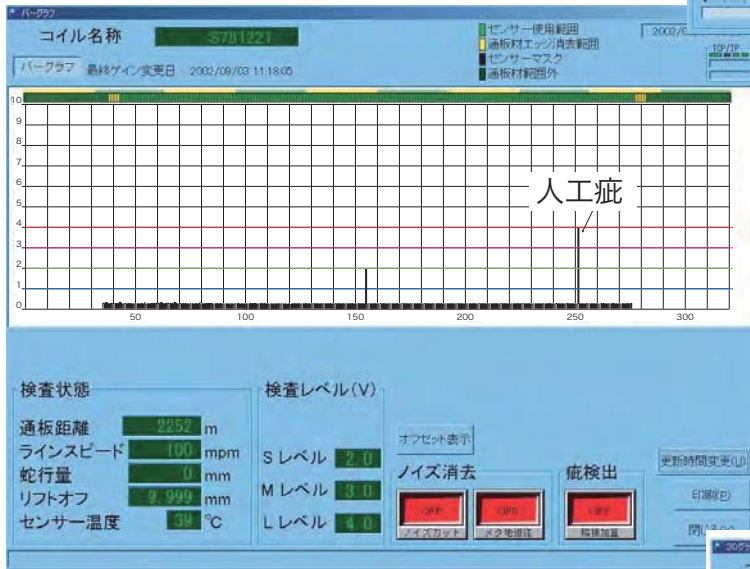 バーグラフ
コイル名称 S781221
センサー使用範囲
通板材エッジ消去範囲
センサーマスク
通板材範囲外
TCP/IP
バーグラフ 最終ゲイン変更日 2002/09/03 11:18:05
10
9
8
7
6
5
4
3
2
1
0
人工疵
50 100 150 200 250 300
検査状態
通板距離 2252 m
ラインスピード 100 mpm
蛇行量 0 mm
リフトオフ 9.999 mm
センサー温度 39 ℃
検査レベル(V)
Sレベル 2.0
Mレベル 3.0
Lレベル 4.0
オフセット表示
ノイズ消去
ノイズカット
疵検出
隣接加算
更新時間変更(U)
印刷(P)